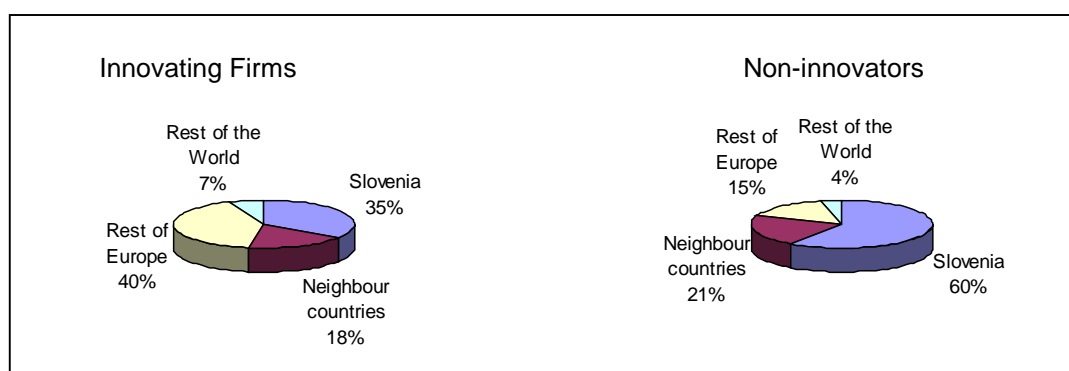 Innovating Firms
Rest of the
World
7%
Slovenia
35%
Rest of
Europe
40%
Neighbour
countries
18%
Non-innovators
Rest of
Europe
15%
Rest of the
World
4%
Neighbour
countries
21%
Slovenia
60%